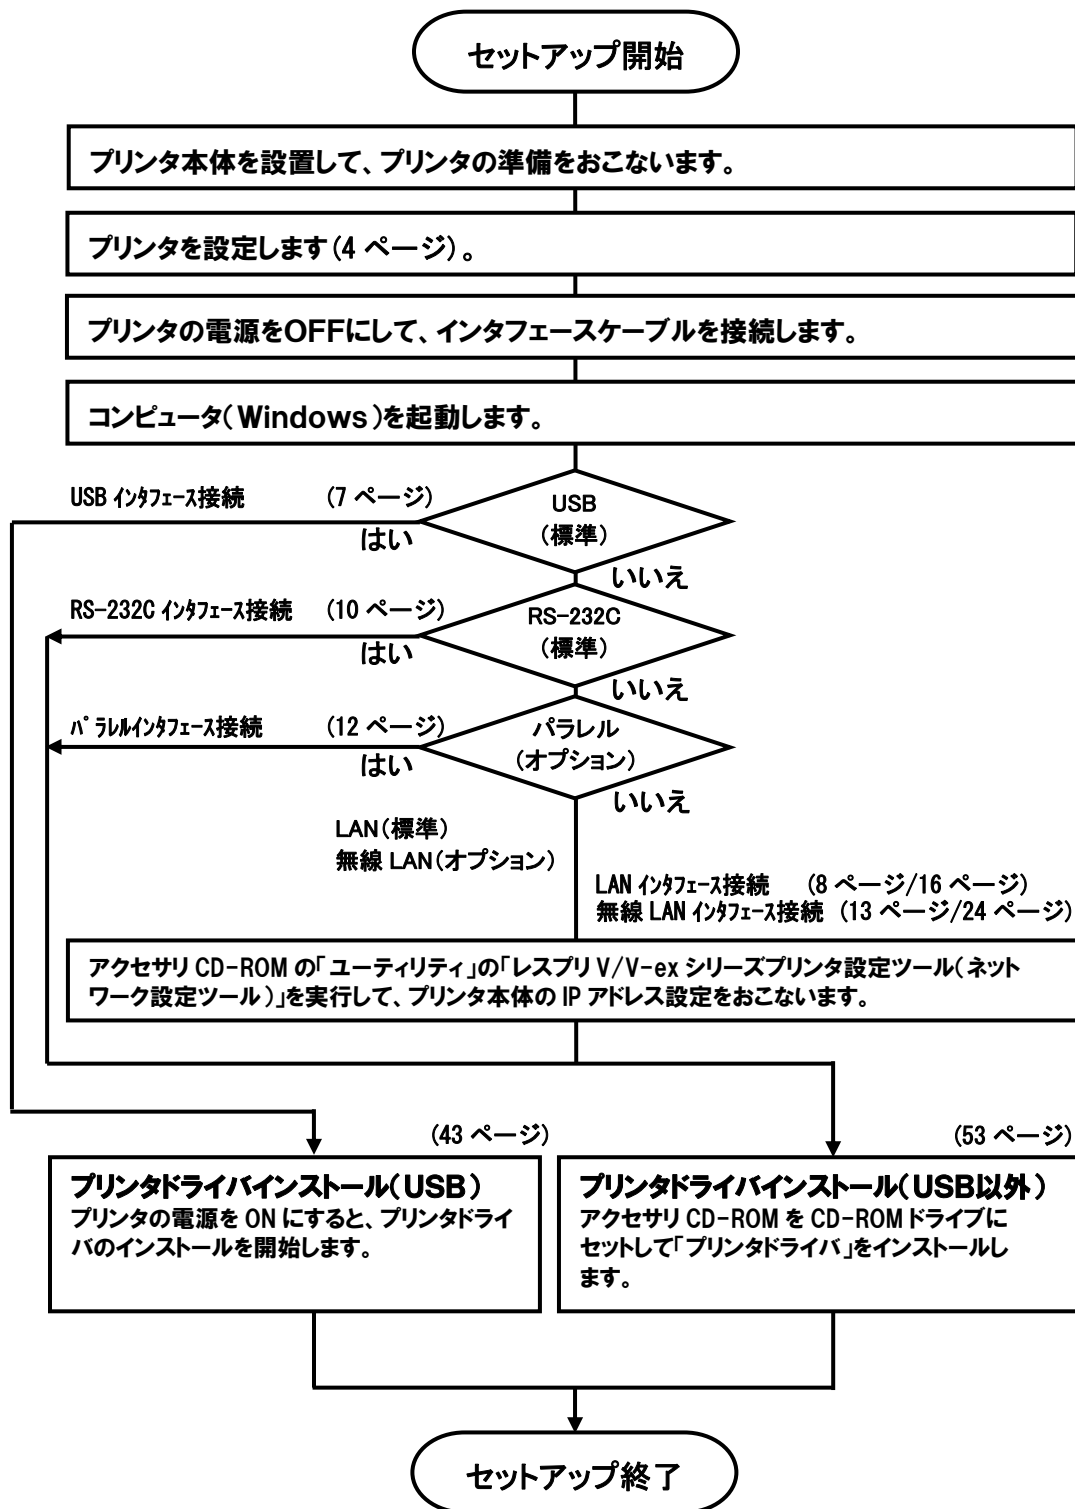 セットアップ開始
プリンタ本体を設置して、プリンタの準備をおこないます。
プリンタを設定します(4 ページ)。
プリンタの電源をOFFにして、インタフェースケーブルを接続します。
コンピュータ(Windows)を起動します。
USB インタフェース接続 (7 ページ)
はい
USB
(標準)
いいえ
RS-232C インタフェース接続 (10 ページ)
はい
RS-232C
(標準)
いいえ
パラレルインタフェース接続 (12 ページ)
はい
パラレル
(オプション)
いいえ
LAN(標準)
無線 LAN(オプション)
LAN インタフェース接続 (8 ページ/16 ページ)
無線 LAN インタフェース接続 (13 ページ/24 ページ)
アクセサリ CD-ROM の「ユーティリティ」の「レスプリ V/V-ex シリーズプリンタ設定ツール(ネット
ワーク設定ツール)」を実行して、プリンタ本体の IP アドレス設定をおこないます。
(43 ページ)
プリンタドライバインストール(USB)
プリンタの電源を ON にすると、プリンタドライ
バのインストールを開始します。
(53 ページ)
プリンタドライバインストール(USB以外)
アクセサリ CD-ROM を CD-ROM ドライブに
セットして「プリンタドライバ」をインストールし
ます。
セットアップ終了